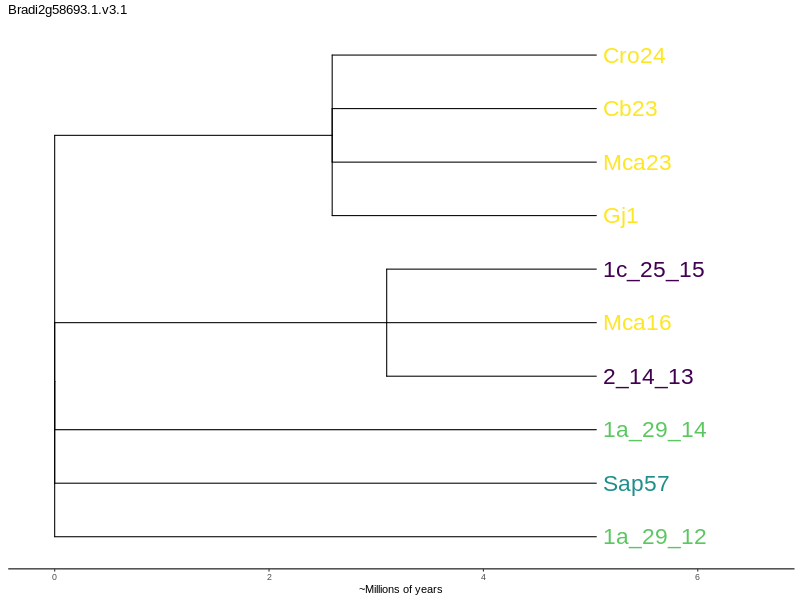 Bradi2g58693.1.v3.1
Cro24
Cb23
Mca23
Gj1
1c_25_15
Mca16
2_14_13
1a_29_14
Sap57
1a_29_12
0 2 4 6
~Millions of years